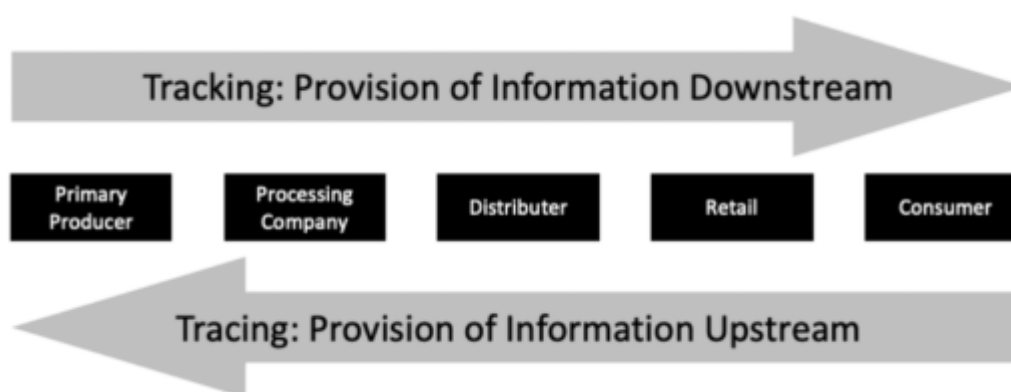 Tracking: Provision of Information Downstream
Primary
Producer
Processing
Company
Distributer
Retail
Consumer
Tracing: Provision of Information Upstream